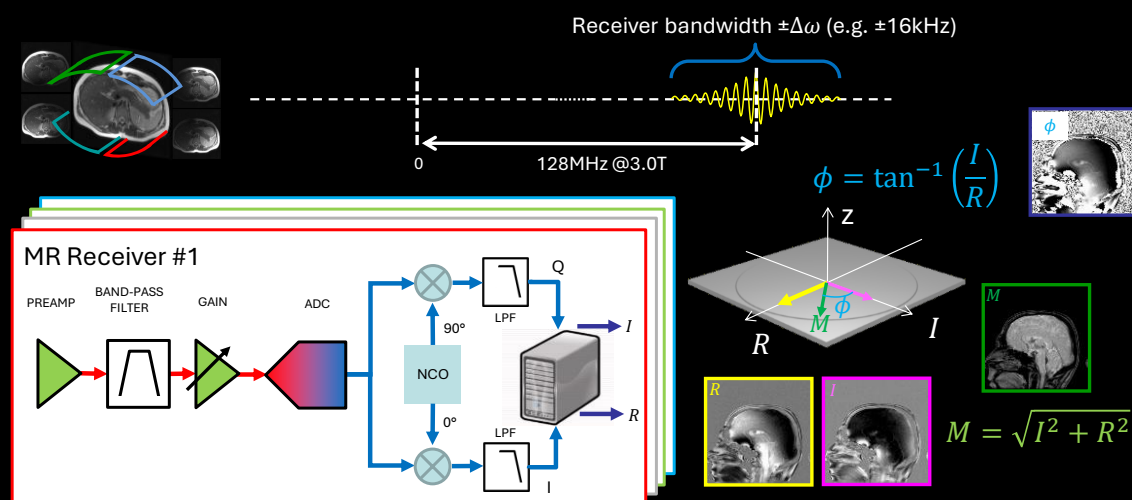 Receiver bandwidth ±Δω (e.g. ±16kHz)
0
128MHz @3.0T
ϕ = tan⁻¹(I/R)
ϕ
MR Receiver #1
PREAMP
BAND-PASS
FILTER
GAIN
ADC
LPF
Q
90°
NCO
0°
LPF
I
I
R
z
R
M
ϕ
I
M
R
I
M = √I² + R²